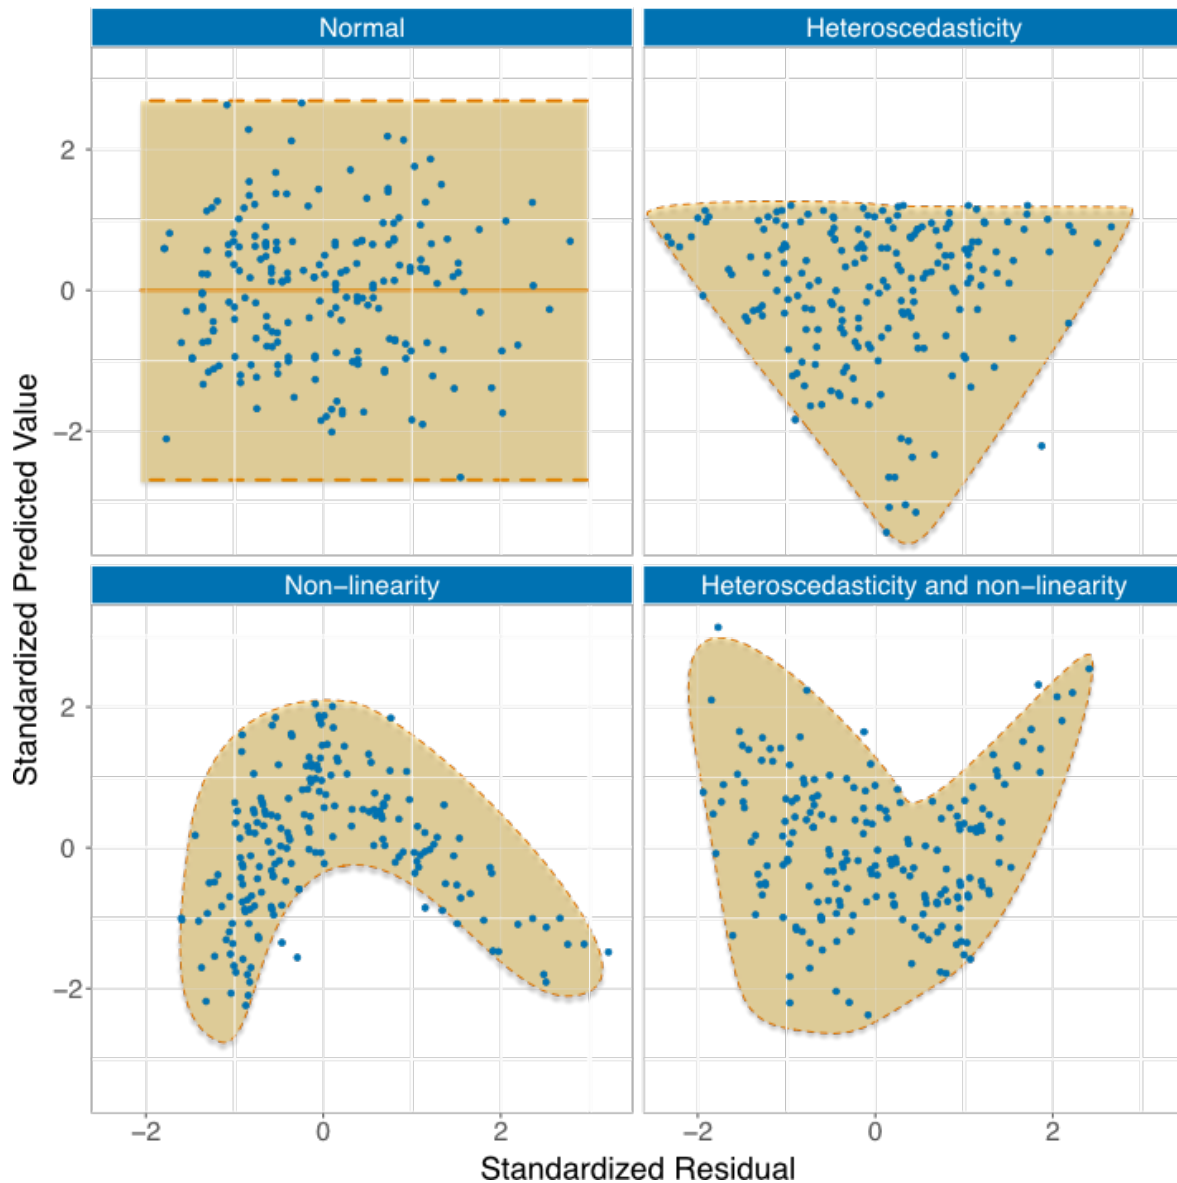 Normal
Heteroscedasticity
2
0
−2
Non−linearity
Heteroscedasticity and non−linearity
2
0
−2
−2 0 2
−2 0 2
Standardized Predicted Value
Standardized Residual